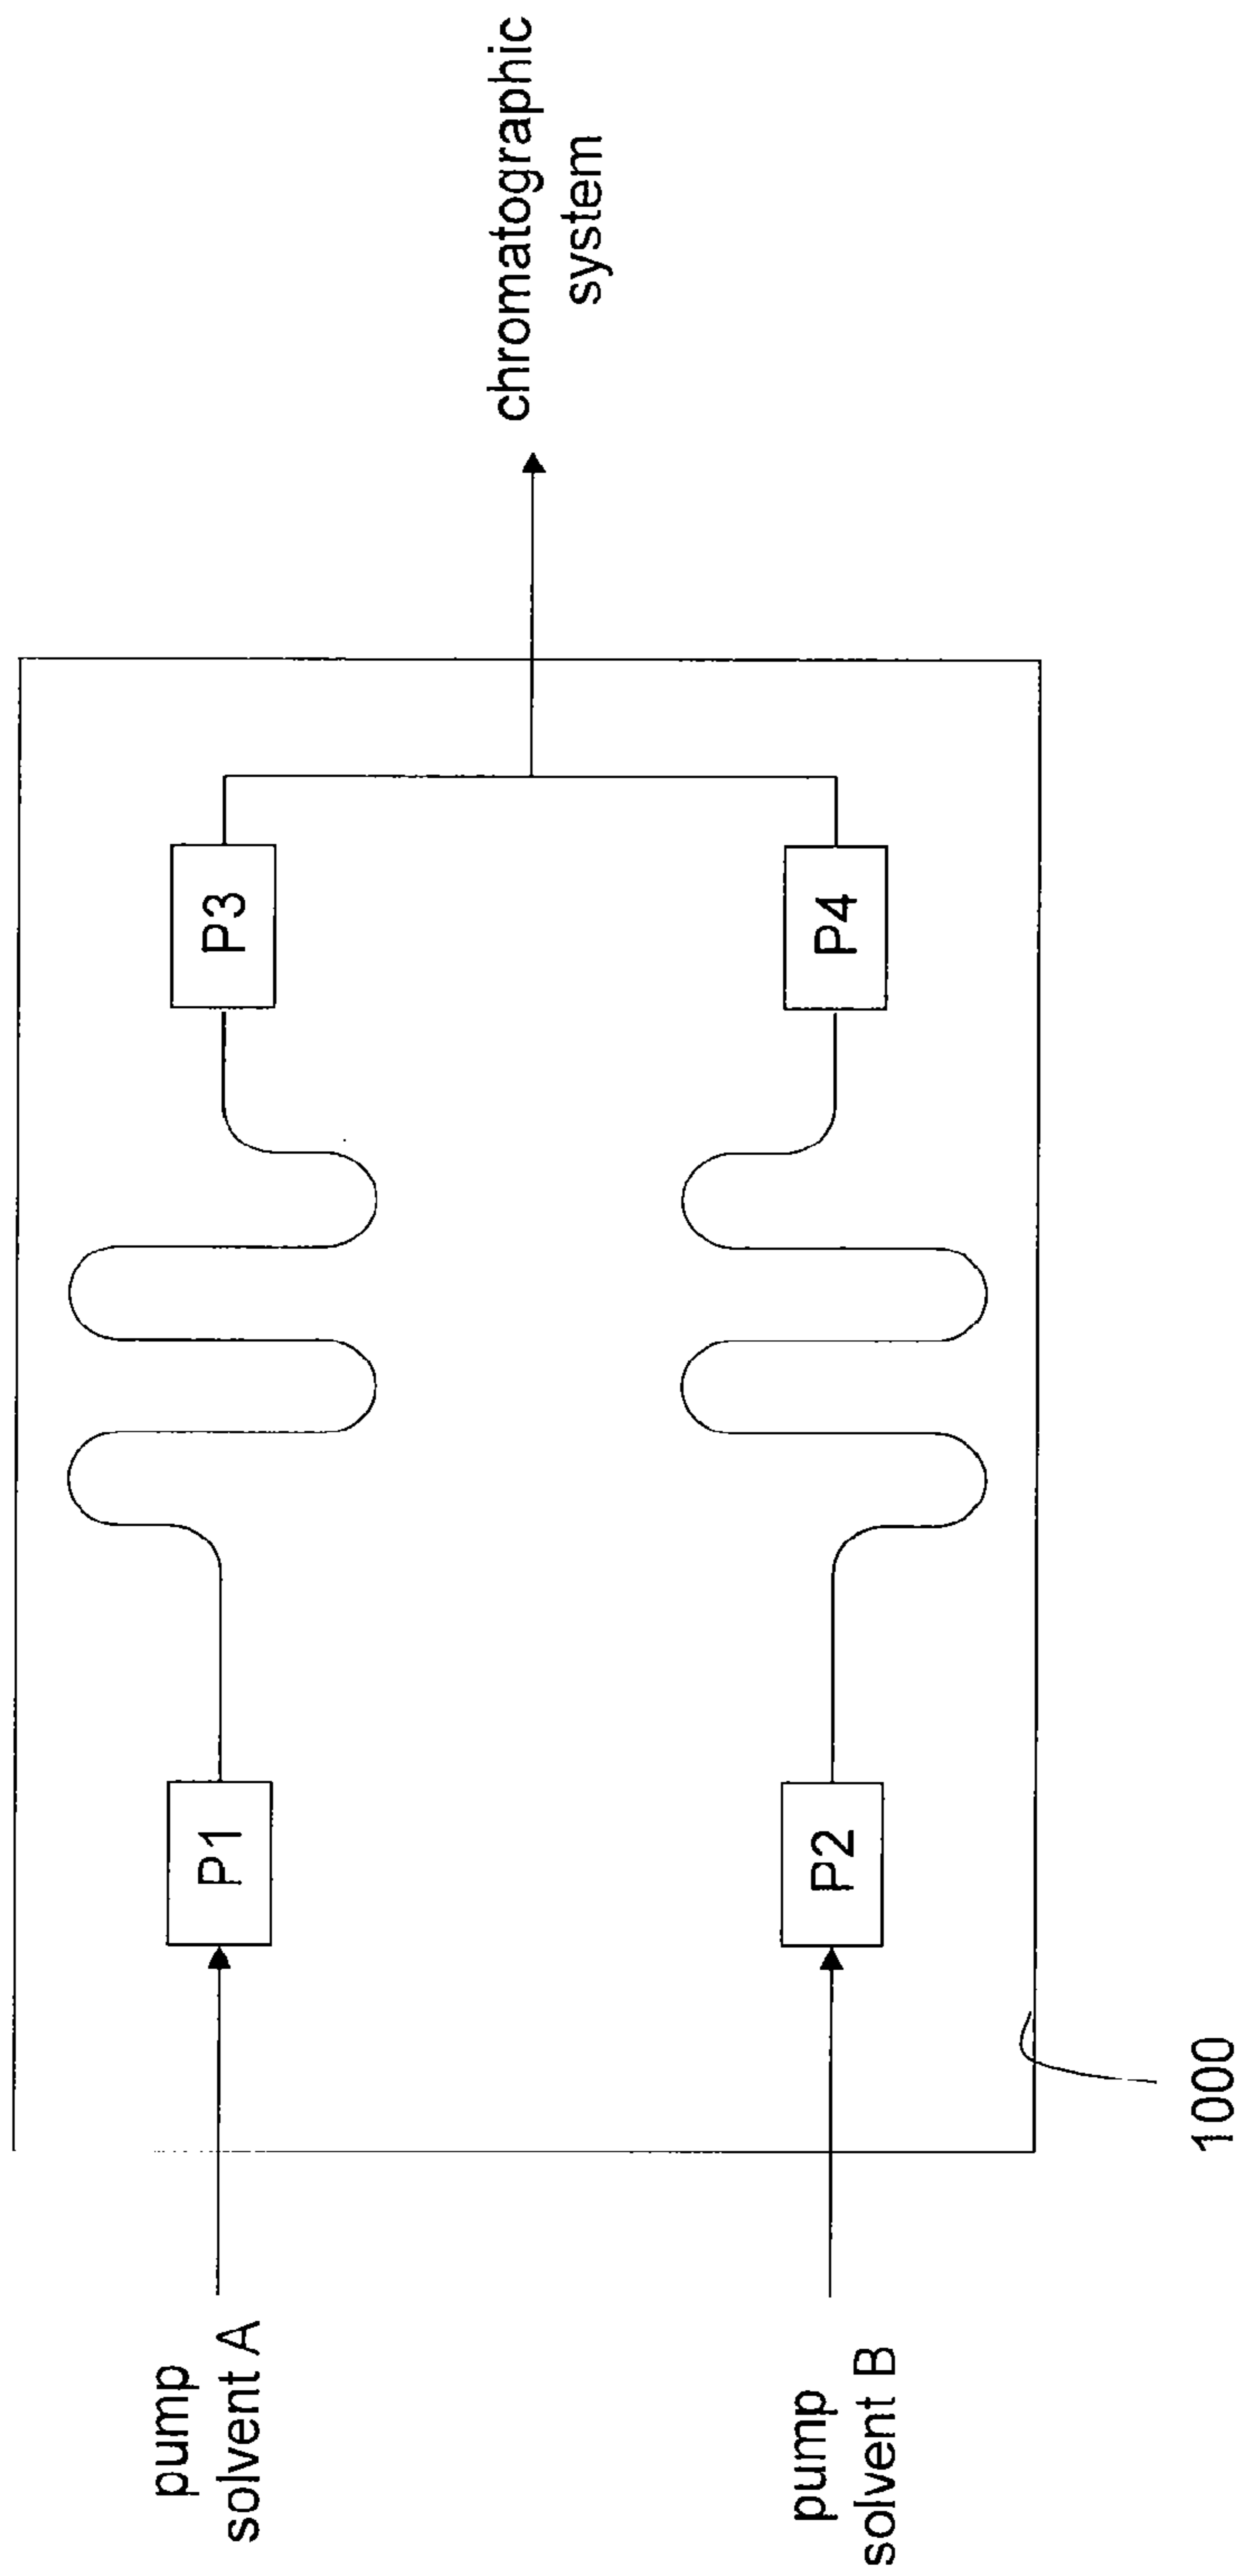 pump
solvent A
P1
P3
chromatographic
system
pump
solvent B
P2
P4
1000